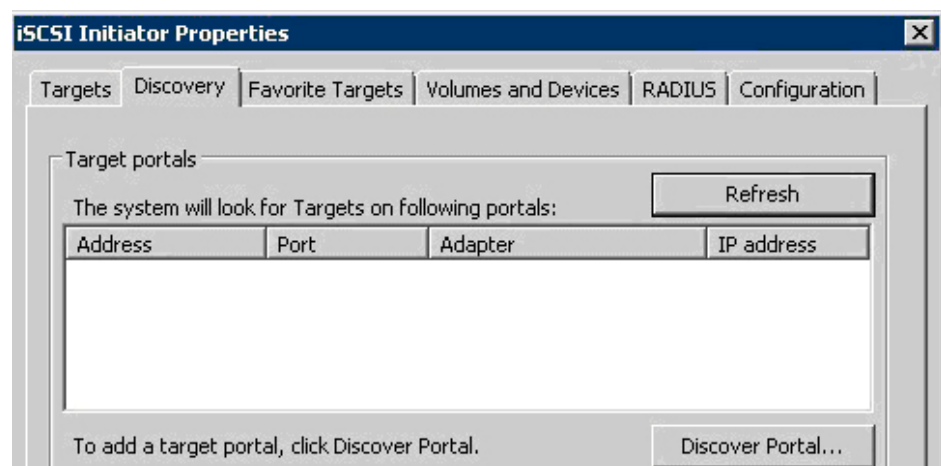 iSCSI Initiator Properties
Targets Discovery Favorite Targets Volumes and Devices RADIUS Configuration
Target portals
Refresh
The system will look for Targets on following portals:
Address Port Adapter IP address
To add a target portal, click Discover Portal. Discover Portal...